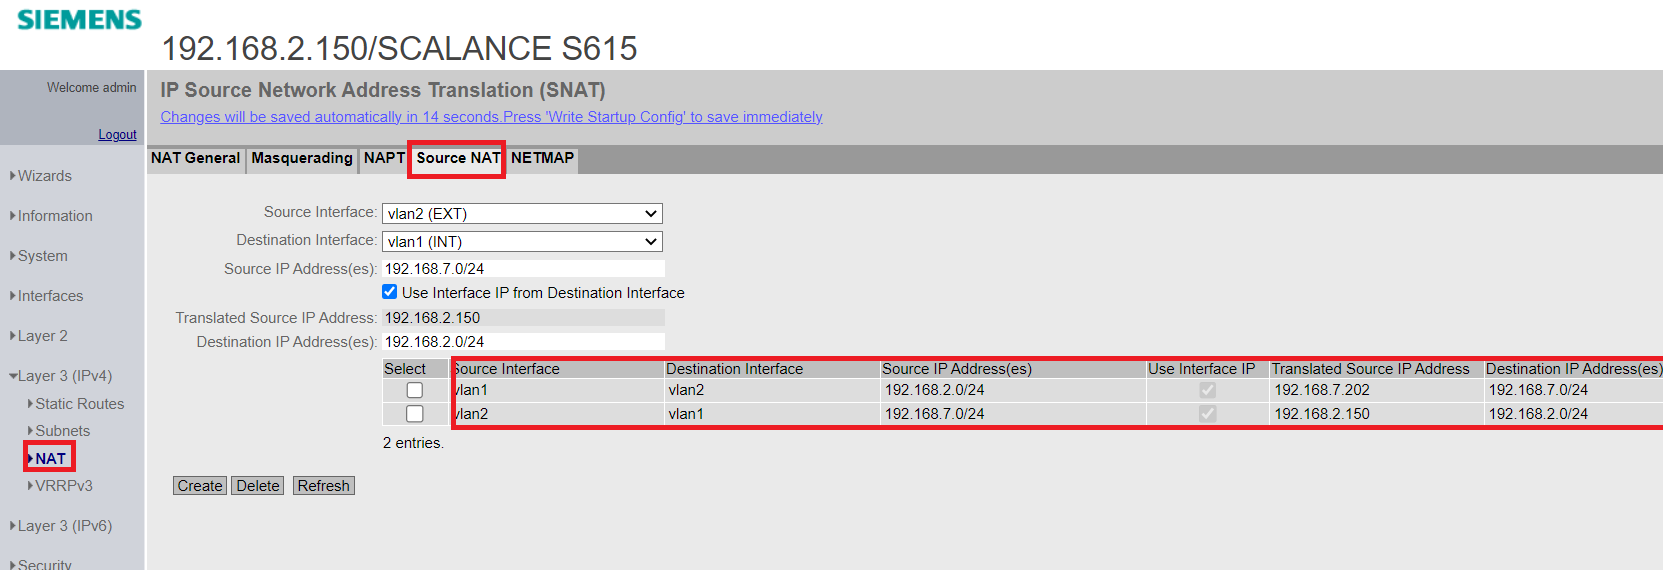 SIEMENS
192.168.2.150/SCALANCE S615
Welcome admin
Logout
IP Source Network Address Translation (SNAT)
Changes will be saved automatically in 14 seconds.Press 'Write Startup Config' to save immediately
NAT General Masquerading NAPT Source NAT NETMAP
Wizards
Information
System
Interfaces
Layer 2
Layer 3 (IPv4)
Static Routes
Subnets
NAT
VRRPv3
Layer 3 (IPv6)
Security
Source Interface: vlan2 (EXT)
Destination Interface: vlan1 (INT)
Source IP Address(es): 192.168.7.0/24
Use Interface IP from Destination Interface
Translated Source IP Address: 192.168.2.150
Destination IP Address(es): 192.168.2.0/24
Select Source Interface Destination Interface Source IP Address(es) Use Interface IP Translated Source IP Address Destination IP Address(es)
vlan1 vlan2 192.168.2.0/24 192.168.7.202 192.168.7.0/24
vlan2 vlan1 192.168.7.0/24 192.168.2.150 192.168.2.0/24
2 entries.
Create Delete Refresh